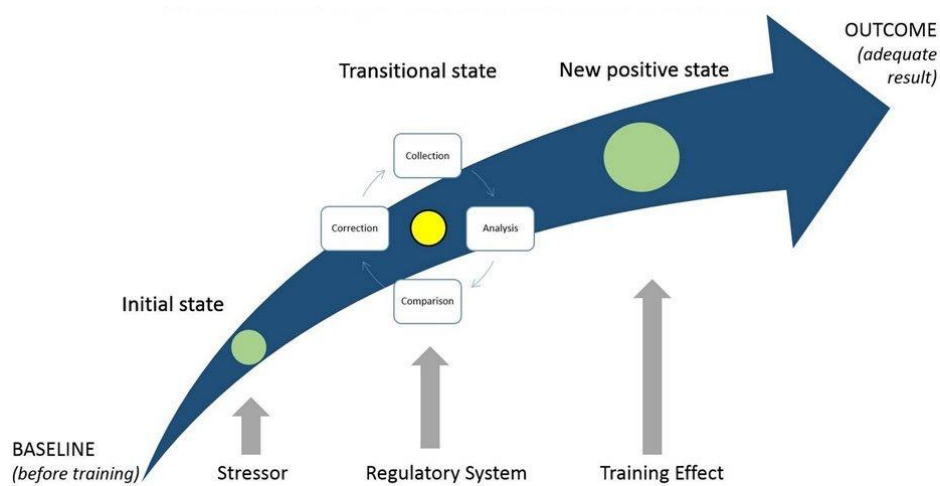 OUTCOME
(adequate
result)
Transitional state
New positive state
Collection
Correction
Analysis
Comparison
Initial state
BASELINE
(before training)
Stressor
Regulatory System
Training Effect